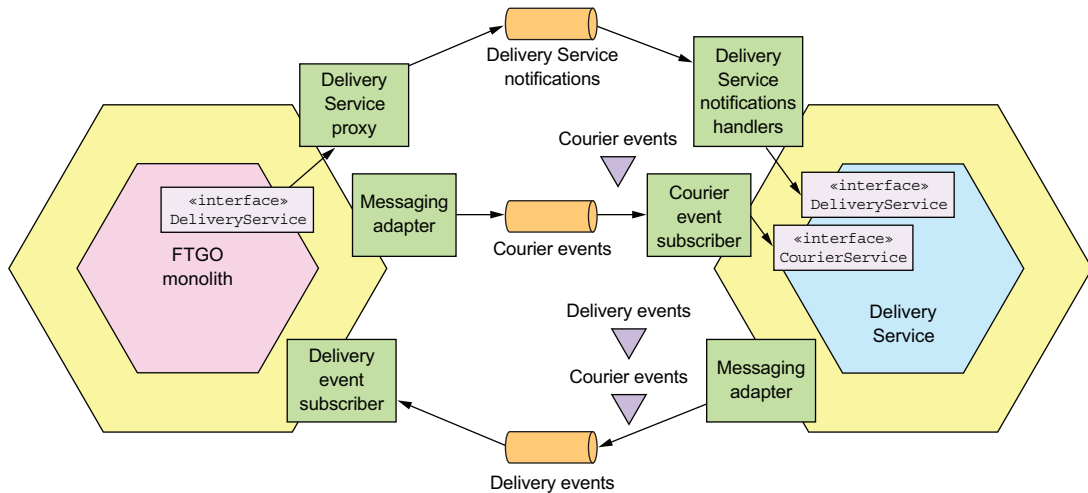 Delivery Service
notifications
Delivery
Service
proxy
Delivery
Service
notifications
handlers
Courier events
«interface»
DeliveryService
FTGO
monolith
Messaging
adapter
Courier events
Courier
event
subscriber
«interface»
DeliveryService
«interface»
CourierService
Delivery
Service
Delivery events
Courier events
Delivery
event
subscriber
Messaging
adapter
Delivery events